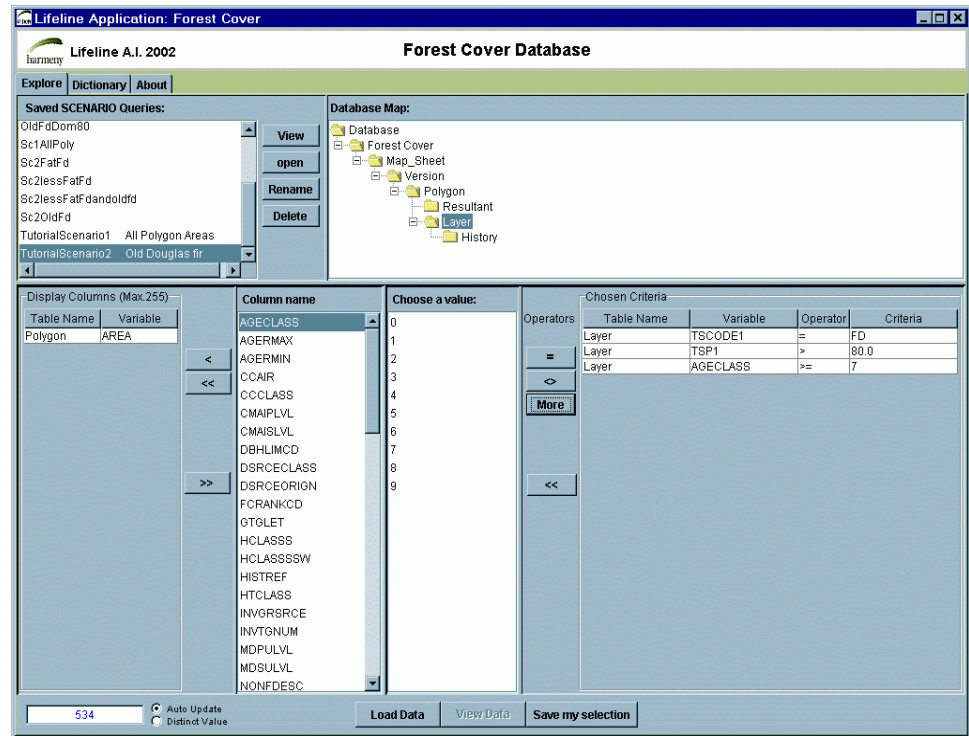 Lifeline Application: Forest Cover
harmeny Lifeline A.I. 2002 Forest Cover Database
Explore Dictionary About
Saved SCENARIO Queries:
OldFdDom80
Sc1AllPoly
Sc2FatFd
Sc2lessFatFd
Sc2lessFatFdandoldfd
Sc2OldFd
TutorialScenario1 All Polygon Areas
TutorialScenario2 Old Douglas fir
View
open
Rename
Delete
Database Map:
Database
Forest Cover
Map_Sheet
Version
Polygon
Resultant
Layer
History
Display Columns (Max.255)
Table Name Variable
Polygon AREA
<
<<
>>
Column name
AGECLASS
AGERMAX
AGERMIN
CCAIR
CCCLASS
CMAIPLVL
CMAISLVL
DBHLIMCD
DSRCECLASS
DSRCEORIGN
FCRANKCD
GTGLET
HCLASSS
HCLASSSSW
HISTREF
HTCLASS
INVGRSRCE
INVTGNUM
MDPULVL
MDSULVL
NONFDESC
Choose a value:
0
1
2
3
4
5
6
7
8
9
Operators
=
<>
More
<<
Chosen Criteria
Table Name Variable Operator Criteria
Layer TSCODE1 = FD
Layer TSP1 > 80.0
Layer AGECLASS >= 7
534
Auto Update
Distinct Value
Load Data View Data Save my selection